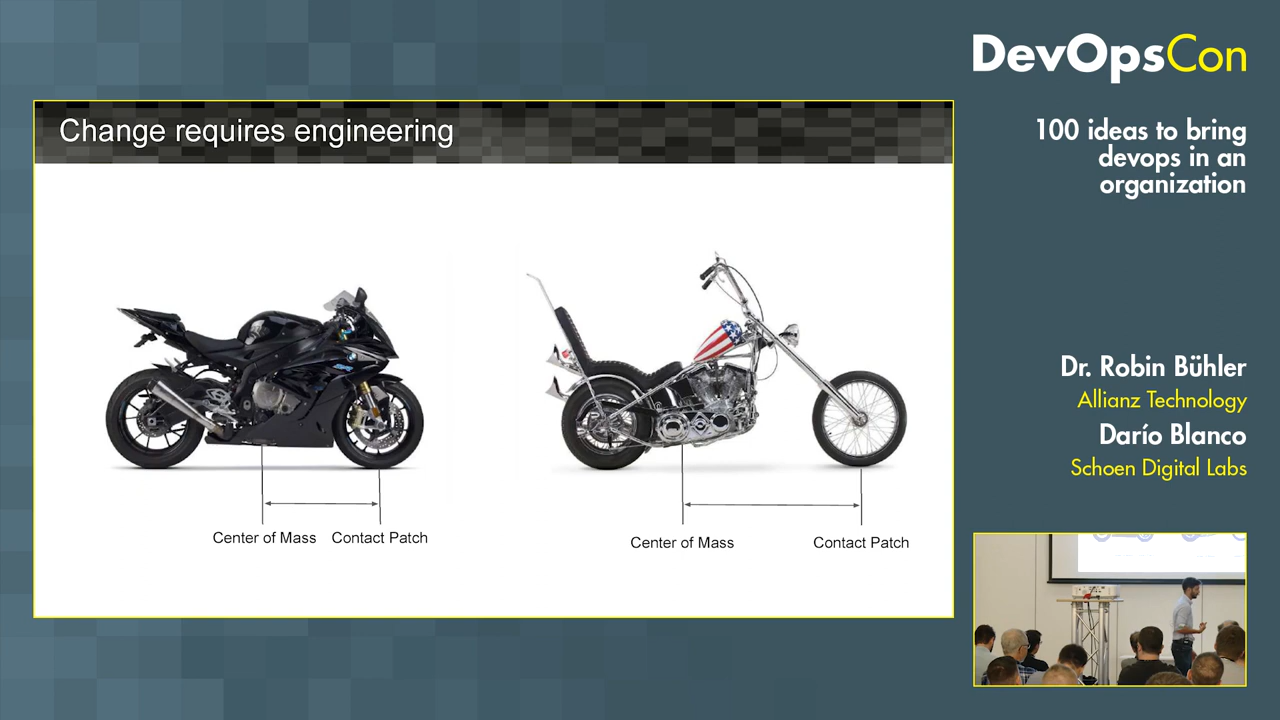 DevOpsCon
100 ideas to bring
devops in an
organization
Change requires engineering
Center of Mass
Contact Patch
Center of Mass
Contact Patch
Dr. Robin Bühler
Allianz Technology
Darío Blanco
Schoen Digital Labs